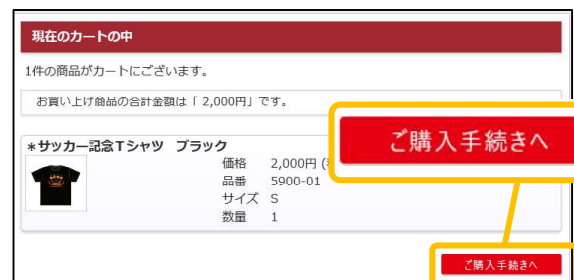 現在のカートの中
1件の商品がカートにございます。
お買い上げ商品の合計金額は「 2,000円」です。
＊サッカー記念Tシャツ　ブラック
価格 2,000円 (
品番 5900-01
サイズ S
数量 1
ご購入手続きへ
ご購入手続きへ